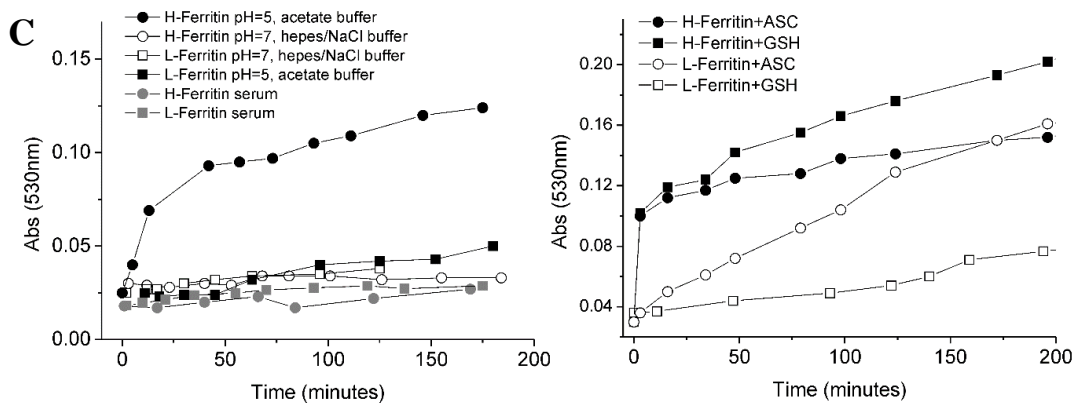 C
H-Ferritin pH=5, acetate buffer
H-Ferritin pH=7, hepes/NaCl buffer
L-Ferritin pH=7, hepes/NaCl buffer
L-Ferritin pH=5, acetate buffer
H-Ferritin serum
L-Ferritin serum
0.15
0.10
0.05
0.00
Abs (530nm)
0 50 100 150 200
Time (minutes)
H-Ferritin+ASC
H-Ferritin+GSH
L-Ferritin+ASC
L-Ferritin+GSH
0.20
0.16
0.12
0.08
0.04
Abs (530nm)
0 50 100 150 200
Time (minutes)